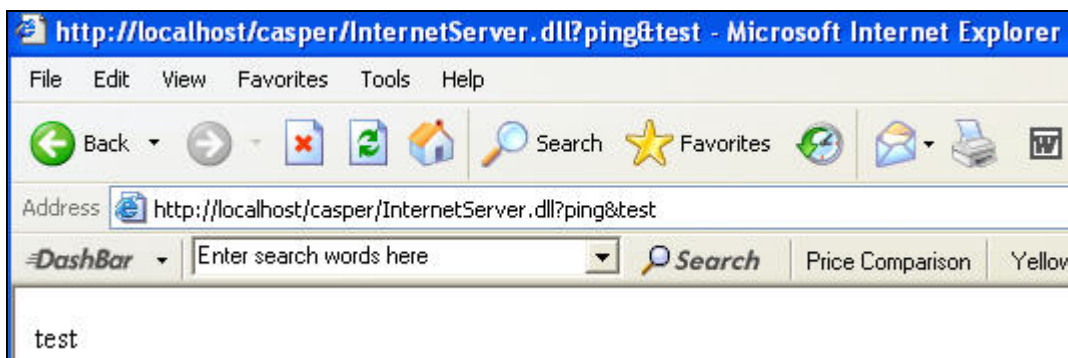 http://localhost/casper/InternetServer.dll?ping&test - Microsoft Internet Explorer
File Edit View Favorites Tools Help
Back Search Favorites W
Address http://localhost/casper/InternetServer.dll?ping&test
DashBar Enter search words here Search Price Comparison Yellow
test